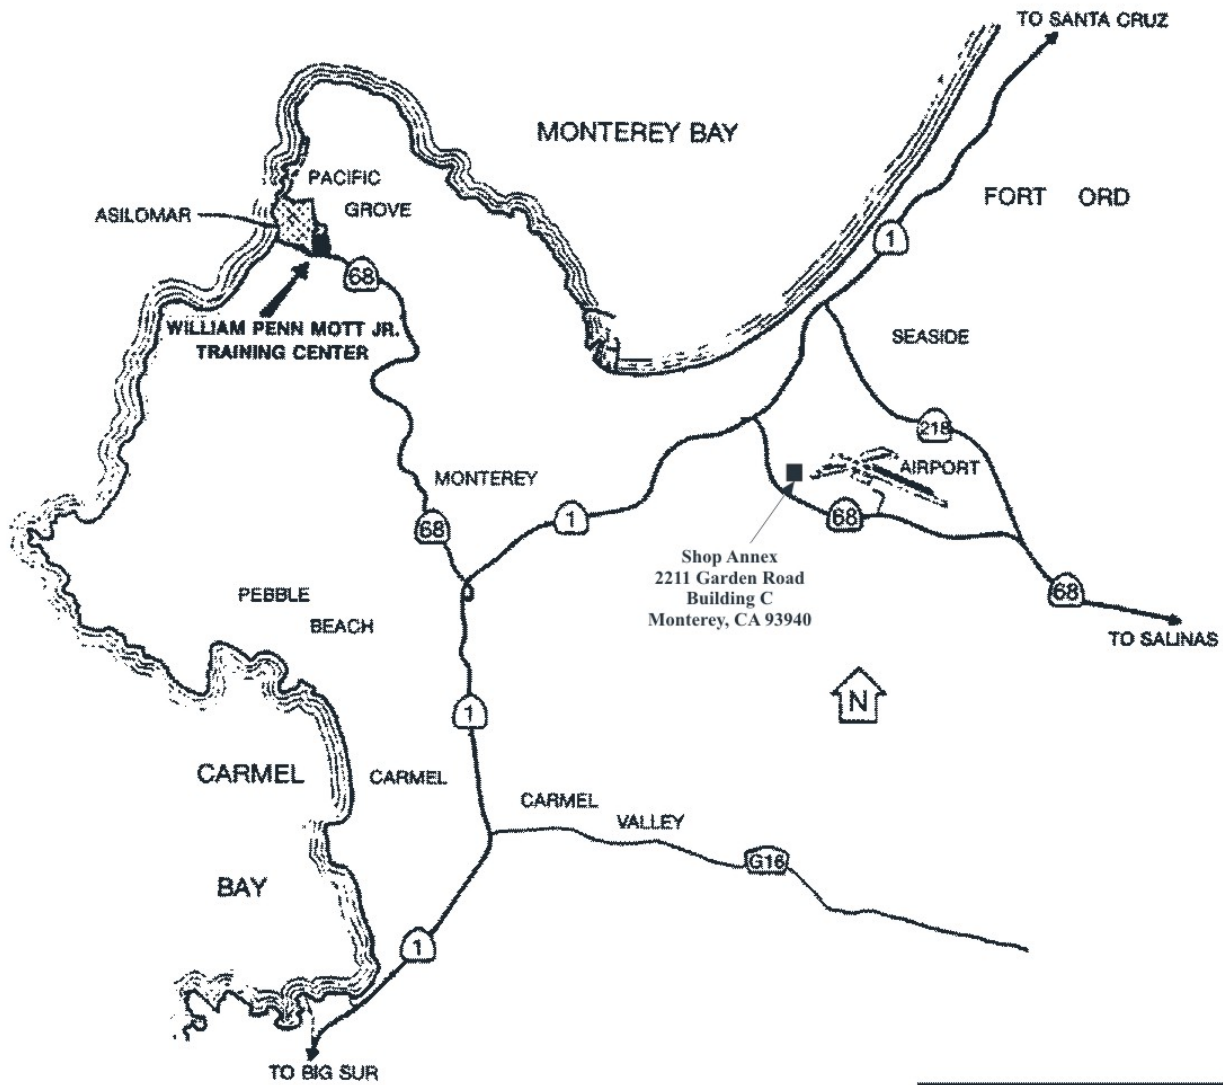 TO SANTA CRUZ
MONTEREY BAY
PACIFIC
GROVE
FORT ORD
ASILOMAR
1
68
WILLIAM PENN MOTT JR.
TRAINING CENTER
SEASIDE
218
AIRPORT
MONTEREY
68
1
68
Shop Annex
2211 Garden Road
Building C
Monterey, CA 93940
PEBBLE
BEACH
68
TO SALINAS
N
1
CARMEL
BAY
CARMEL
CARMEL
VALLEY
G16
1
TO BIG SUR